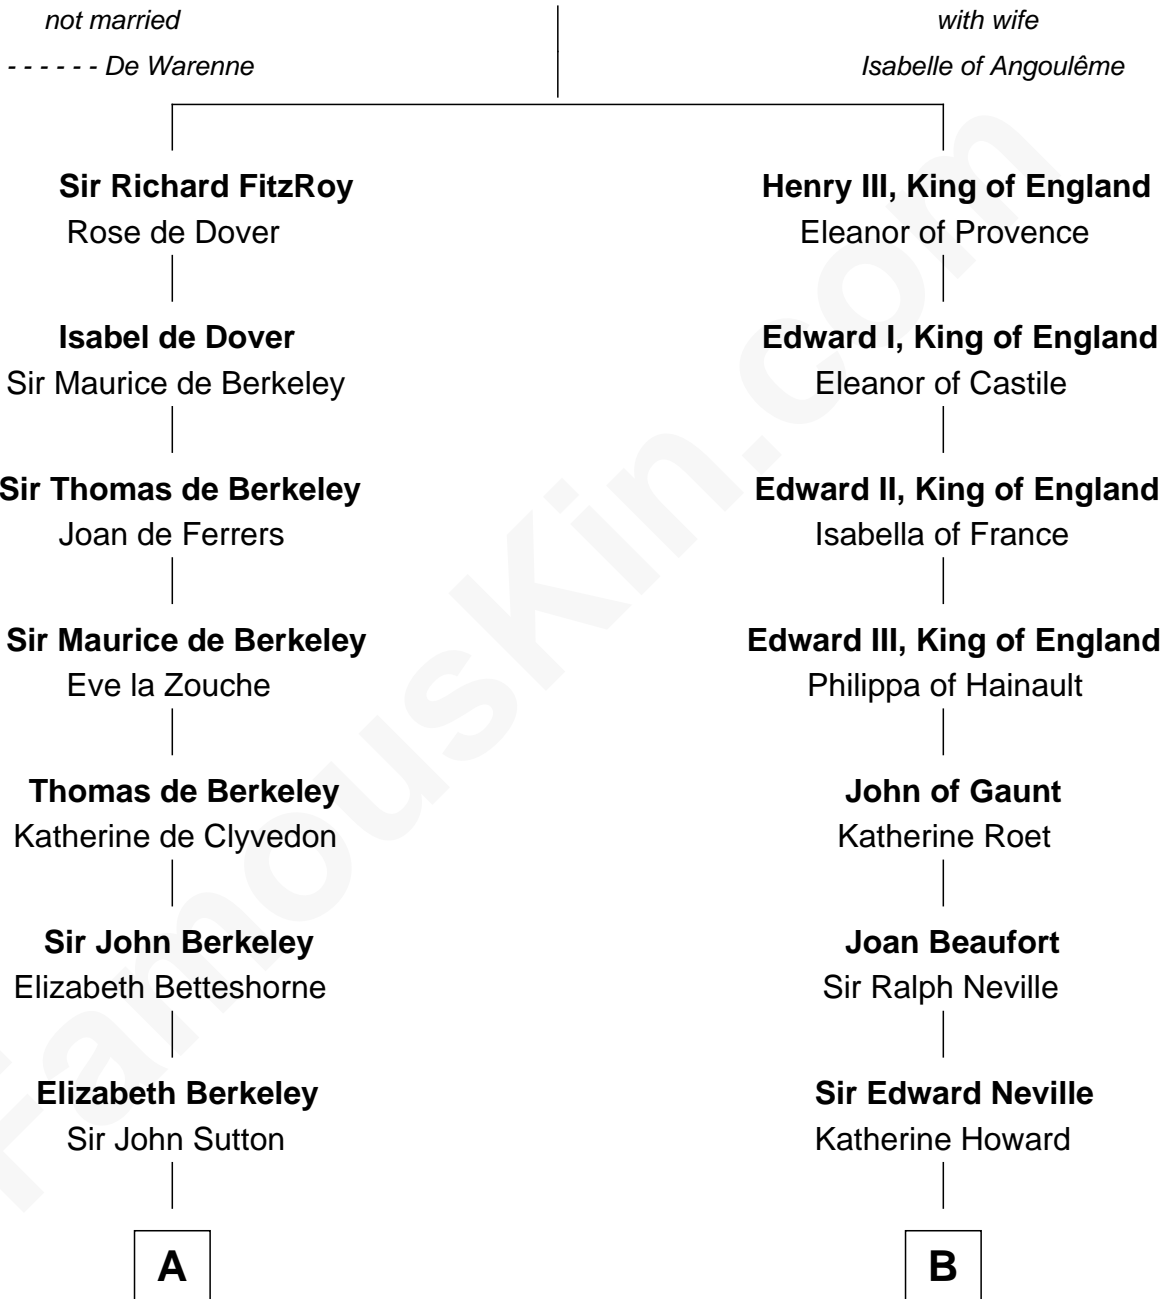 not married
- - - - - - De Warenne
with wife
Isabelle of Angoulême
Sir Richard FitzRoy
Rose de Dover
Henry III, King of England
Eleanor of Provence
Isabel de Dover
Sir Maurice de Berkeley
Edward I, King of England
Eleanor of Castile
Sir Thomas de Berkeley
Joan de Ferrers
Edward II, King of England
Isabella of France
Sir Maurice de Berkeley
Eve la Zouche
Edward III, King of England
Philippa of Hainault
Thomas de Berkeley
Katherine de Clyvedon
John of Gaunt
Katherine Roet
Sir John Berkeley
Elizabeth Betteshorne
Joan Beaufort
Sir Ralph Neville
Elizabeth Berkeley
Sir John Sutton
Sir Edward Neville
Katherine Howard
A
B
FamousKin.com